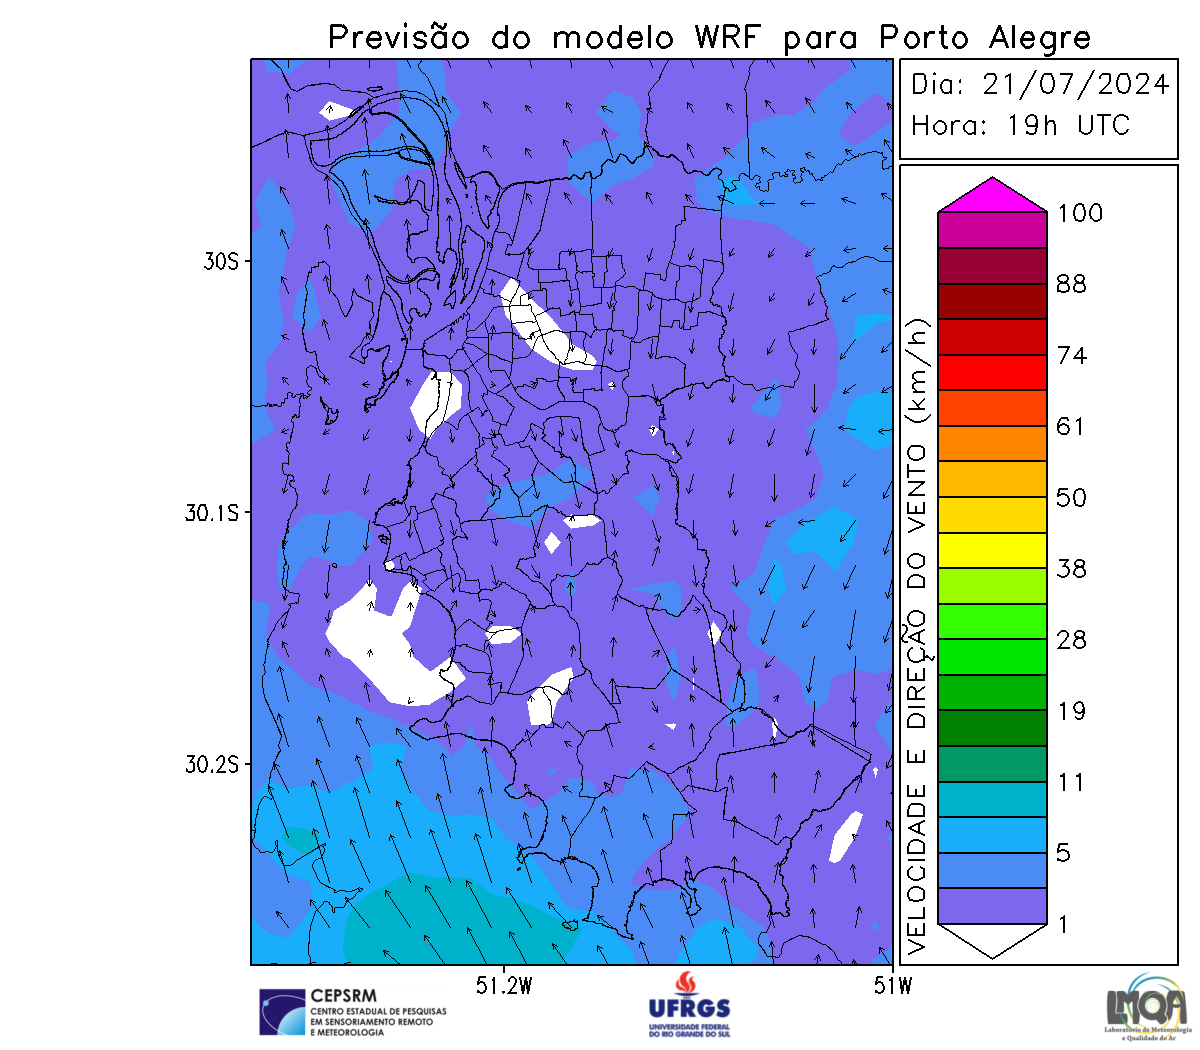 Previsão do modelo WRF para Porto Alegre
Dia: 21/07/2024
Hora: 19h UTC
30S
30.1S
30.2S
51.2W
51W
VELOCIDADE E DIREÇÃO DO VENTO (km/h)
100
88
74
61
50
38
28
19
11
5
1
CEPSRM
CENTRO ESTADUAL DE PESQUISAS
EM SENSORIAMENTO REMOTO
E METEOROLOGIA
UFRGS
UNIVERSIDADE FEDERAL
DO RIO GRANDE DO SUL
LMQA
Laboratório de Meteorologia
e Qualidade do Ar